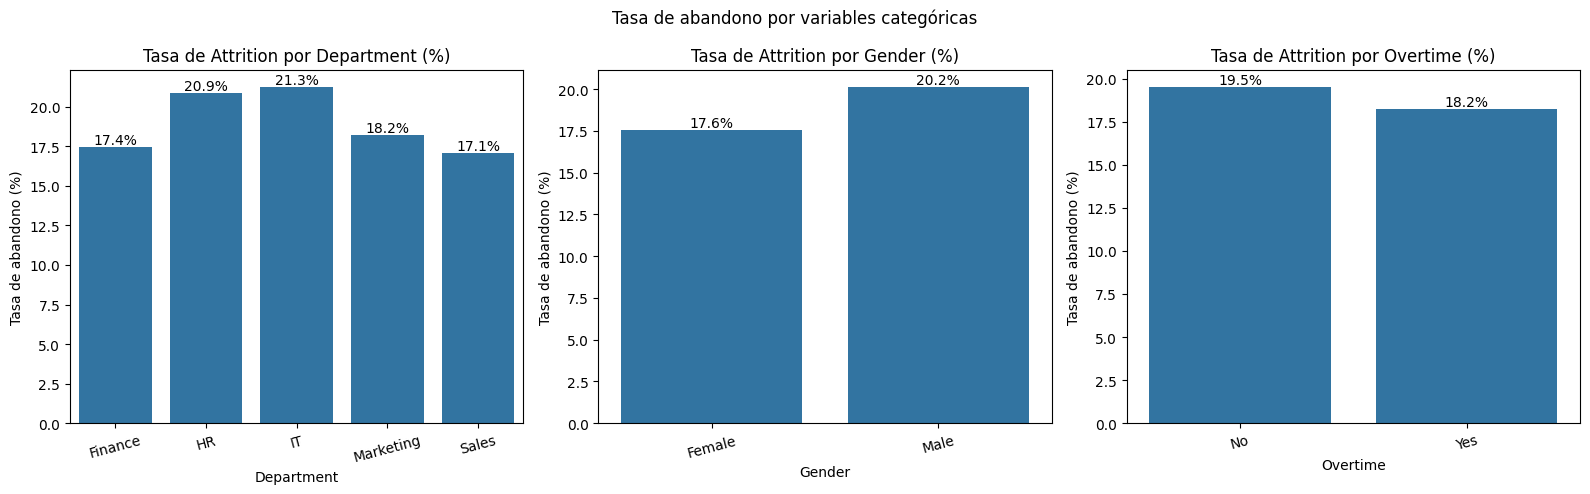 Tasa de abandono por variables categóricas
Tasa de Attrition por Department (%)
Tasa de abandono (%)
20.0
17.5
15.0
12.5
10.0
7.5
5.0
2.5
0.0
17.4%
20.9%
21.3%
18.2%
17.1%
Finance
HR
IT
Marketing
Sales
Department
Tasa de Attrition por Gender (%)
Tasa de abandono (%)
20.0
17.5
15.0
12.5
10.0
7.5
5.0
2.5
0.0
17.6%
20.2%
Female
Male
Gender
Tasa de Attrition por Overtime (%)
Tasa de abandono (%)
20.0
17.5
15.0
12.5
10.0
7.5
5.0
2.5
0.0
19.5%
18.2%
No
Yes
Overtime